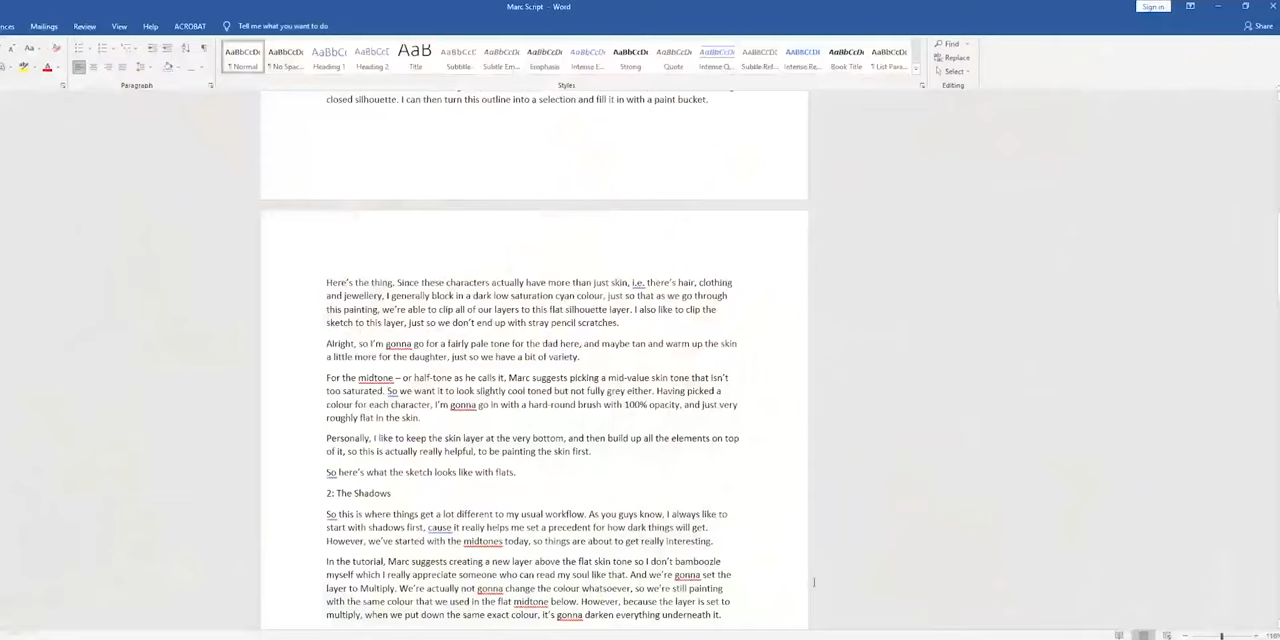 Marc Script - Word
Sign in
nces Mailings Review View Help ACROBAT Tell me what you want to do Share
AaBbCcDc AaBbCcDc AaBbC AaBbCcC AaB AaBbCcC AaBbCcDc AaBbCcDc AaBbCcDc AaBbCcDc AaBbCcDc AaBbCcDc AaBbCcDc AaBbCcDc AaBbCcDc AaBbCcDc
¶ Normal ¶ No Spac... Heading 1 Heading 2 Title Subtitle Subtle Em... Emphasis Intense E... Strong Quote Intense Q... Subtle Ref... Intense Re... Book Title ¶ List Para...
Find
Replace
Select
Paragraph Styles Editing
closed silhouette. I can then turn this outline into a selection and fill it in with a paint bucket.
Here's the thing. Since these characters actually have more than just skin, i.e. there's hair, clothing
and jewellery, I generally block in a dark low saturation cyan colour, just so that as we go through
this painting, we're able to clip all of our layers to this flat silhouette layer. I also like to clip the
sketch to this layer, just so we don't end up with stray pencil scratches.
Alright, so I'm gonna go for a fairly pale tone for the dad here, and maybe tan and warm up the skin
a little more for the daughter, just so we have a bit of variety.
For the midtone – or half-tone as he calls it, Marc suggests picking a mid-value skin tone that isn't
too saturated. So we want it to look slightly cool toned but not fully grey either. Having picked a
colour for each character, I'm gonna go in with a hard-round brush with 100% opacity, and just very
roughly flat in the skin.
Personally, I like to keep the skin layer at the very bottom, and then build up all the elements on top
of it, so this is actually really helpful, to be painting the skin first.
So here's what the sketch looks like with flats.
2: The Shadows
So this is where things get a lot different to my usual workflow. As you guys know, I always like to
start with shadows first, cause it really helps me set a precedent for how dark things will get.
However, we've started with the midtones today, so things are about to get really interesting.
In the tutorial, Marc suggests creating a new layer above the flat skin tone so I don't bamboozle
myself which I really appreciate someone who can read my soul like that. And we're gonna set the
layer to Multiply. We're actually not gonna change the colour whatsoever, so we're still painting
with the same colour that we used in the flat midtone below. However, because the layer is set to
multiply, when we put down the same exact colour, it's gonna darken everything underneath it.